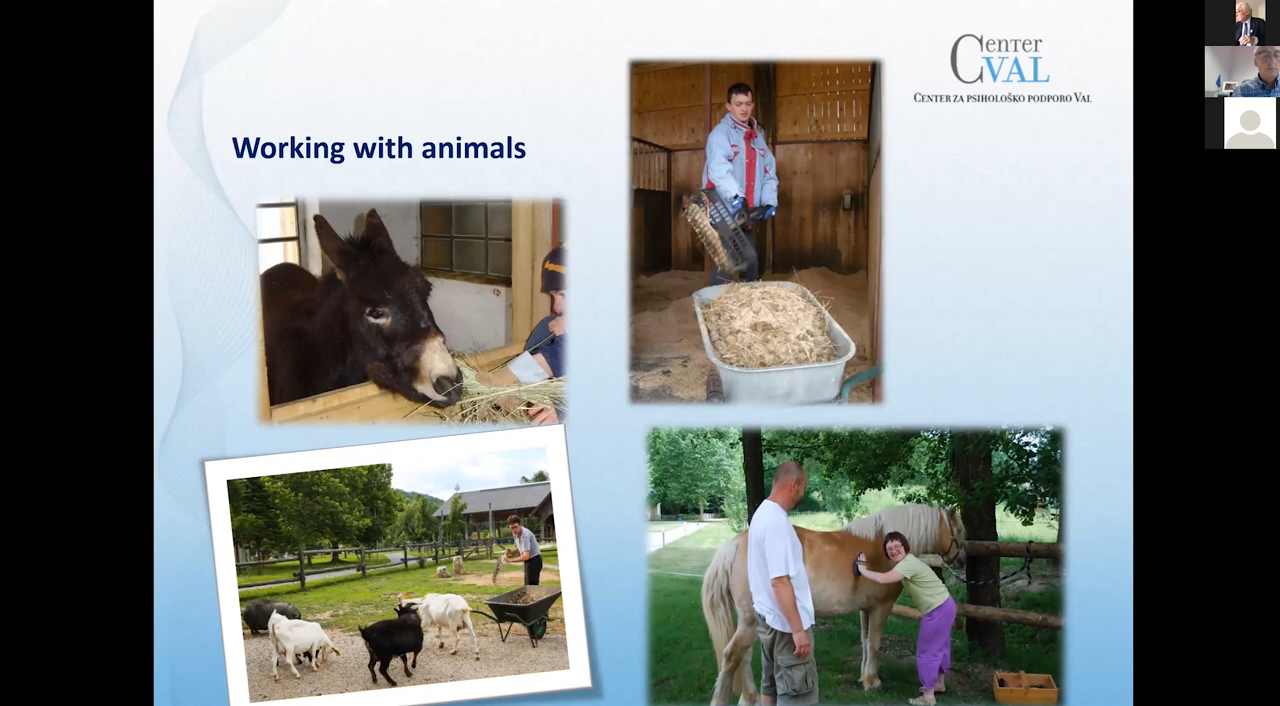 Center
VAL
Center za psihološko podporo Val
Working with animals